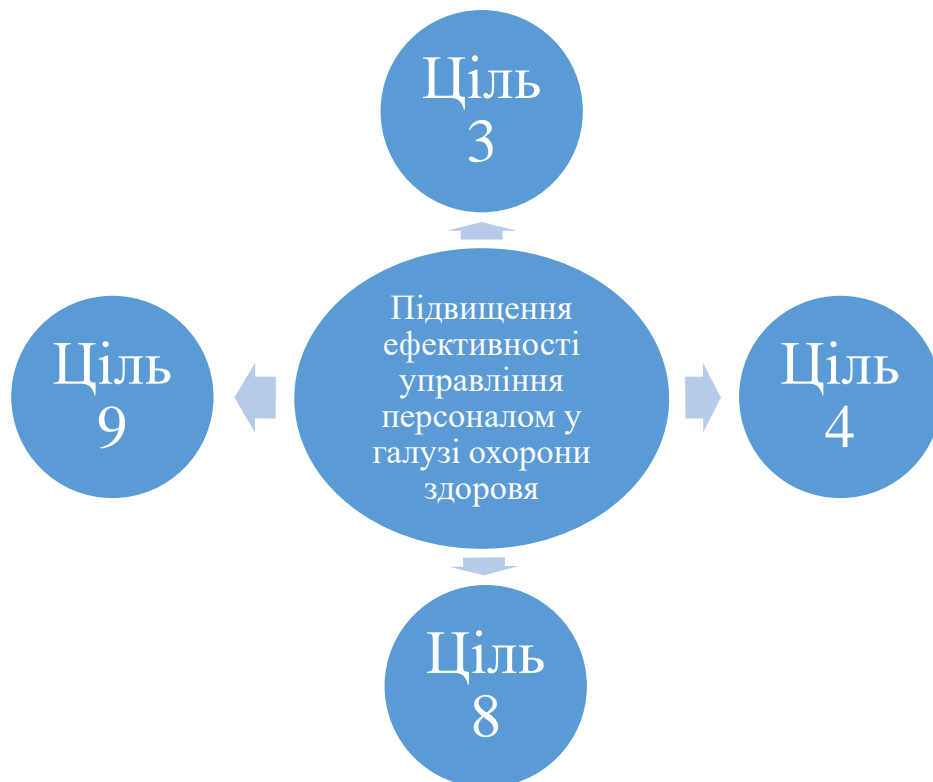 Ціль
3
Підвищення
ефективності
управління
персоналом у
галузі охорони
здоровя
Ціль
9
Ціль
4
Ціль
8